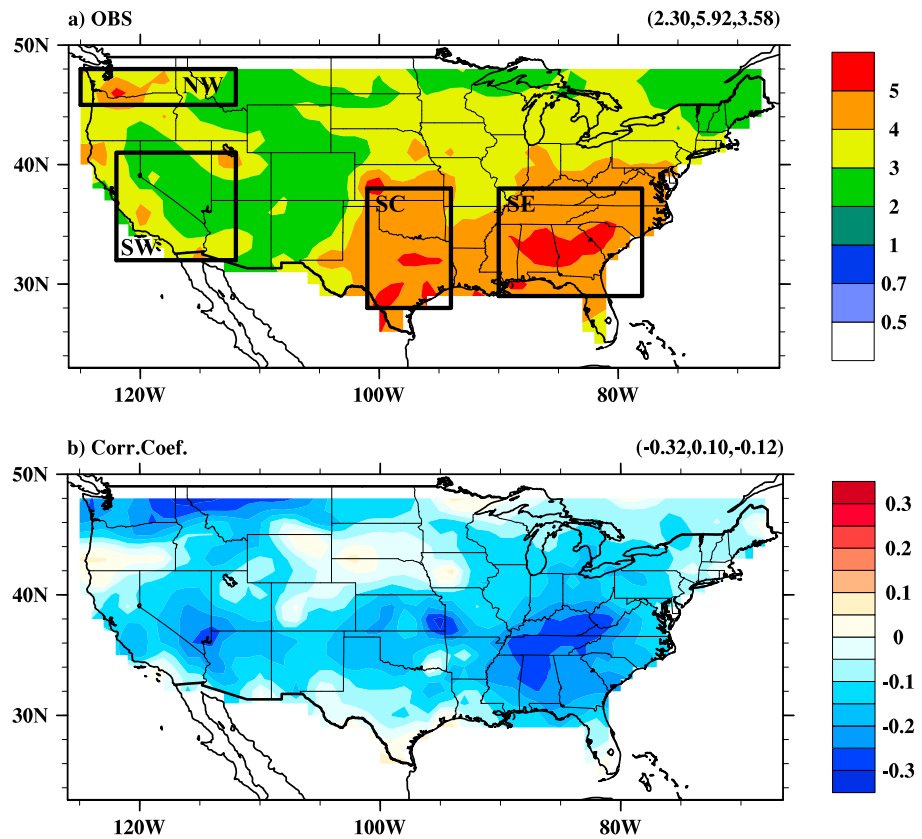 a) OBS (2.30,5.92,3.58)
50N
40N
30N
120W 100W 80W
NW
SW
SC
SE
5
4
3
2
1
0.7
0.5
b) Corr.Coef. (-0.32,0.10,-0.12)
50N
40N
30N
120W 100W 80W
0.3
0.2
0.1
0
-0.1
-0.2
-0.3